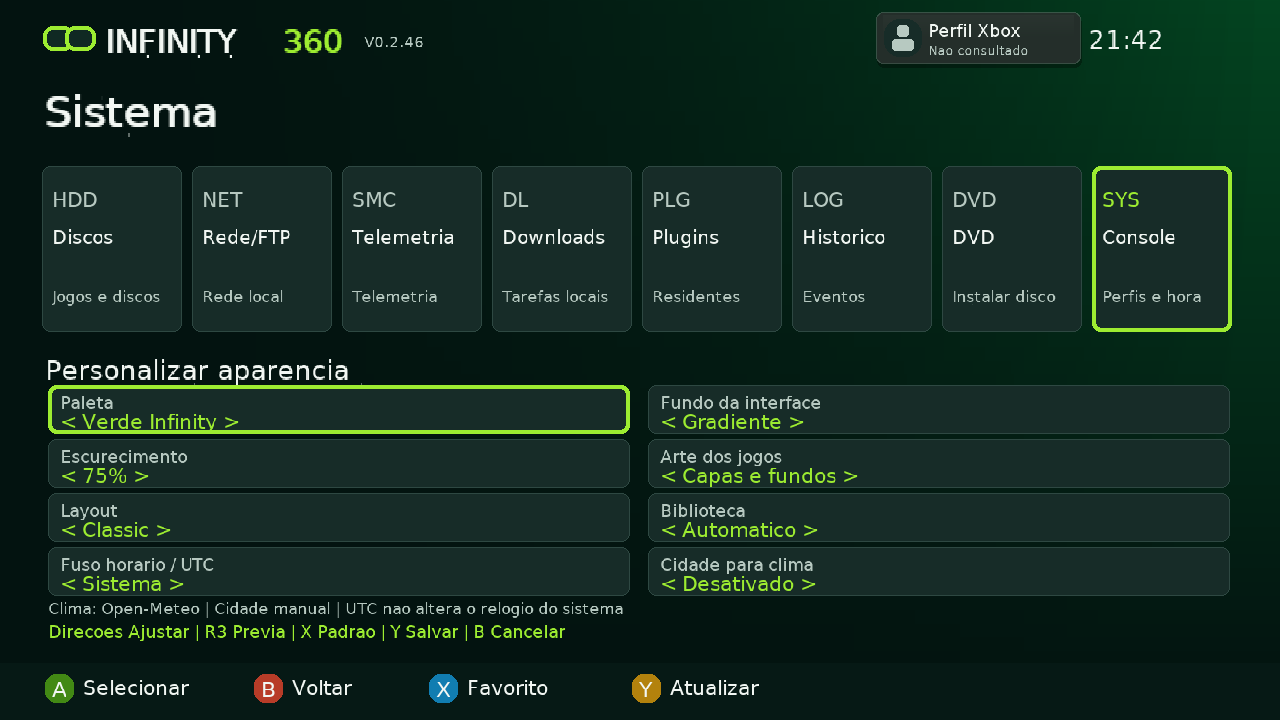 INFINITY 360 V0.2.46
Perfil Xbox
Nao consultado
21:42
Sistema
HDD
Discos
Jogos e discos
NET
Rede/FTP
Rede local
SMC
Telemetria
Telemetria
DL
Downloads
Tarefas locais
PLG
Plugins
Residentes
LOG
Historico
Eventos
DVD
DVD
Instalar disco
SYS
Console
Perfis e hora
Personalizar aparencia
Paleta
< Verde Infinity >
Fundo da interface
< Gradiente >
Escurecimento
< 75% >
Arte dos jogos
< Capas e fundos >
Layout
< Classic >
Biblioteca
< Automatico >
Fuso horario / UTC
< Sistema >
Cidade para clima
< Desativado >
Clima: Open-Meteo | Cidade manual | UTC nao altera o relogio do sistema
Direcoes Ajustar | R3 Previa | X Padrao | Y Salvar | B Cancelar
A Selecionar
B Voltar
X Favorito
Y Atualizar